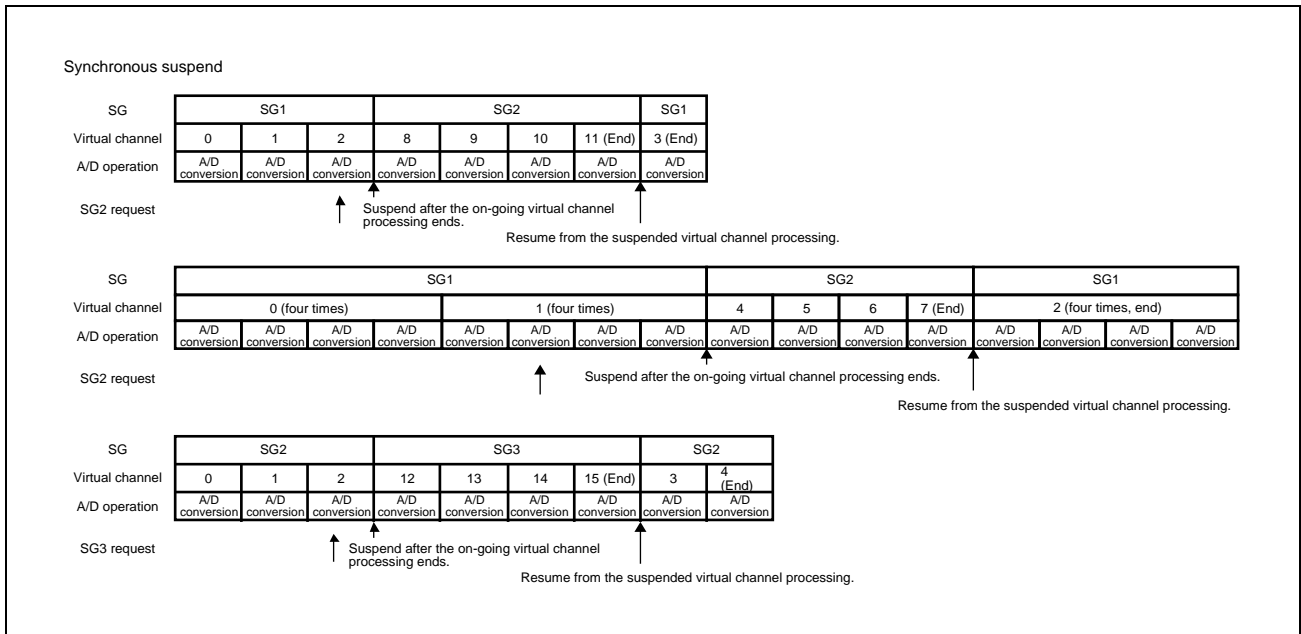 Synchronous suspend
SG SG1 SG2 SG1
Virtual channel 0 1 2 8 9 10 11 (End) 3 (End)
A/D operation A/D conversion A/D conversion A/D conversion A/D conversion A/D conversion A/D conversion A/D conversion A/D conversion
SG2 request Suspend after the on-going virtual channel
processing ends.
Resume from the suspended virtual channel processing.
SG SG1 SG2 SG1
Virtual channel 0 (four times) 1 (four times) 4 5 6 7 (End) 2 (four times, end)
A/D operation A/D conversion A/D conversion A/D conversion A/D conversion A/D conversion A/D conversion A/D conversion A/D conversion A/D conversion A/D conversion A/D conversion A/D conversion A/D conversion A/D conversion A/D conversion A/D conversion
SG2 request Suspend after the on-going virtual channel processing ends.
Resume from the suspended virtual channel processing.
SG SG2 SG3 SG2
Virtual channel 0 1 2 12 13 14 15 (End) 3 4 (End)
A/D operation A/D conversion A/D conversion A/D conversion A/D conversion A/D conversion A/D conversion A/D conversion A/D conversion A/D conversion
SG3 request Suspend after the on-going virtual channel
processing ends.
Resume from the suspended virtual channel processing.